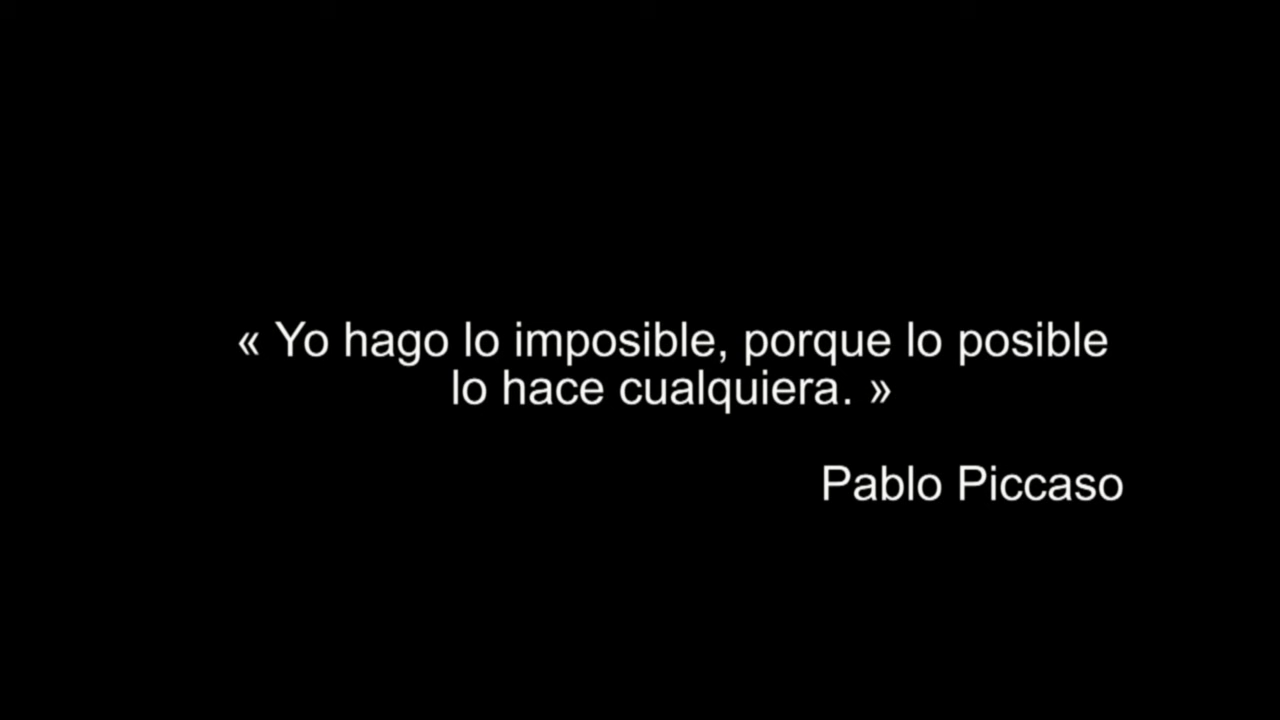 « Yo hago lo imposible, porque lo posible
lo hace cualquiera. »
Pablo Piccaso